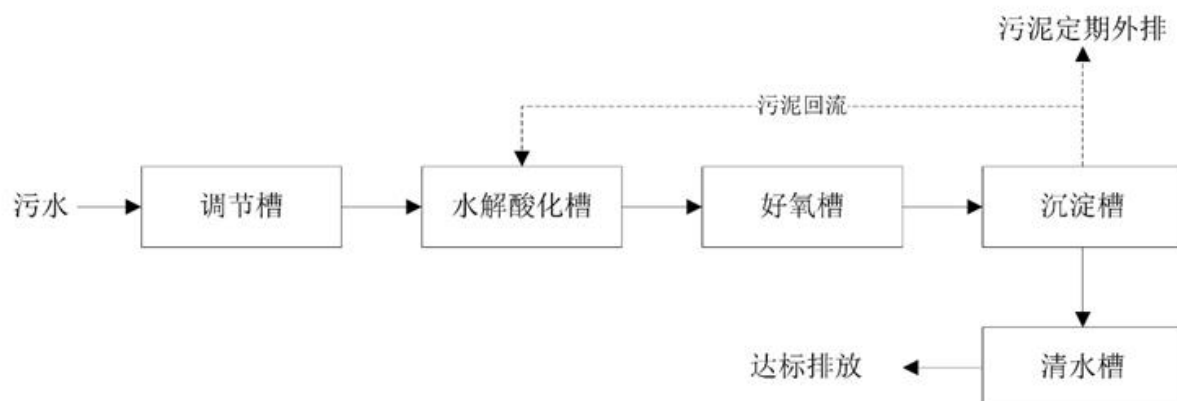 污泥定期外排
污泥回流
污水
调节槽
水解酸化槽
好氧槽
沉淀槽
达标排放
清水槽